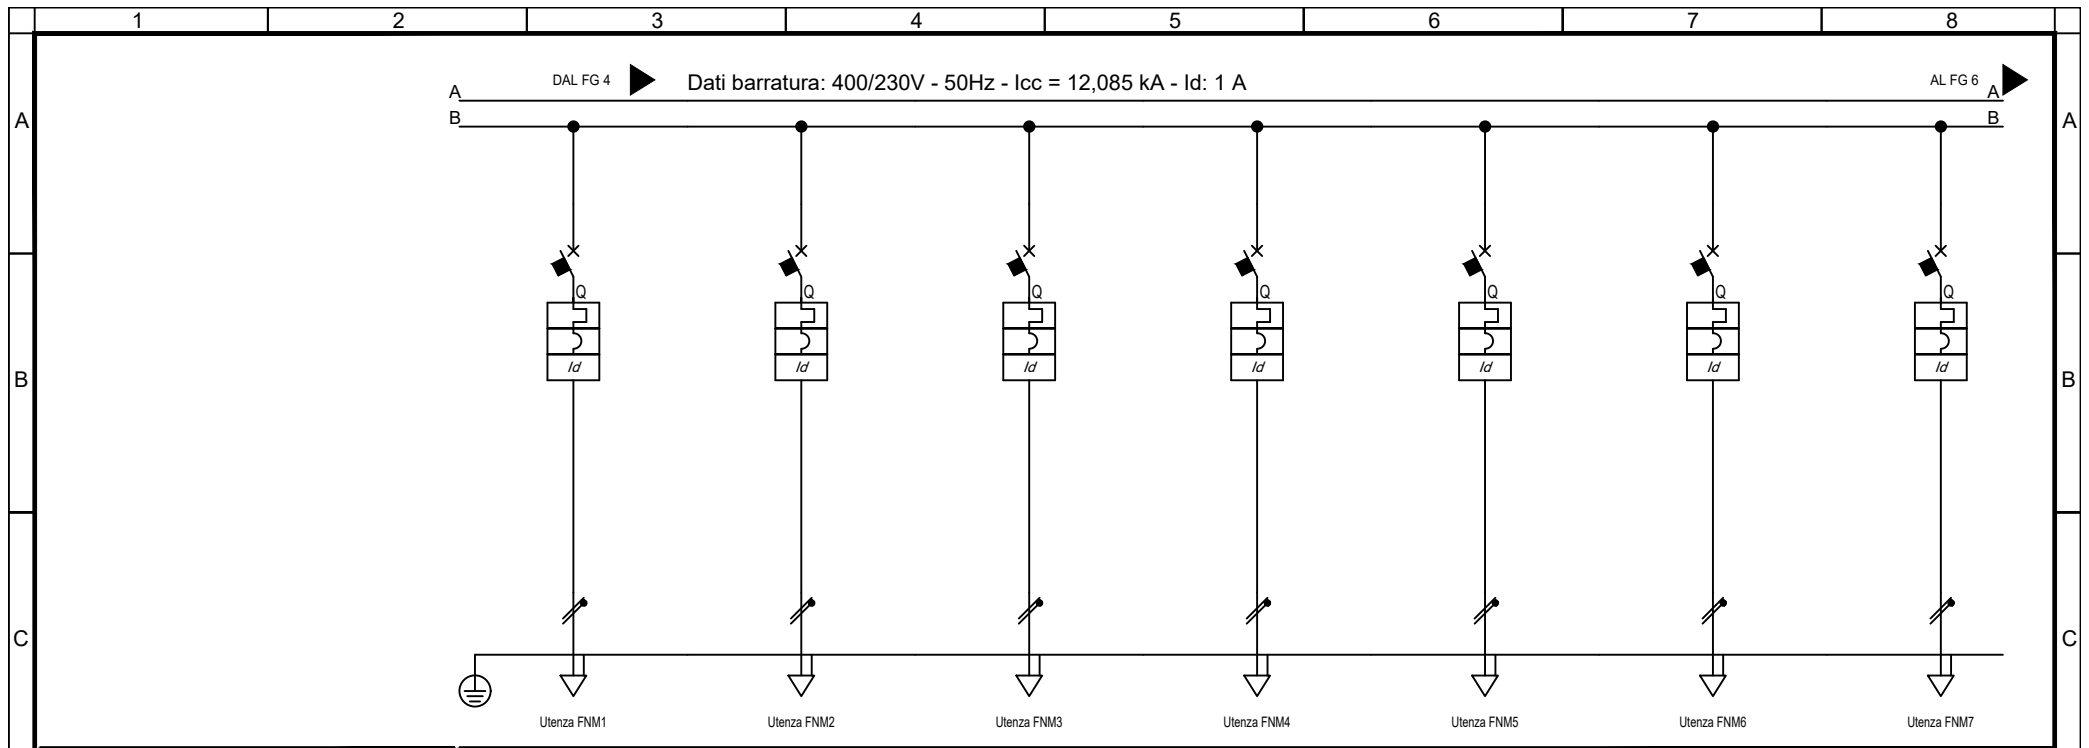 1 2 3 4 5 6 7 8
DAL FG 4 Dati barratura: 400/230V - 50Hz - Icc = 12,085 kA - Id: 1 A AL FG 6
A A
A A
B B
Q Q Q Q Q Q Q
Id Id Id Id Id Id Id
B B
C C
Utenza FNM1 Utenza FNM2 Utenza FNM3 Utenza FNM4 Utenza FNM5 Utenza FNM6 Utenza FNM7